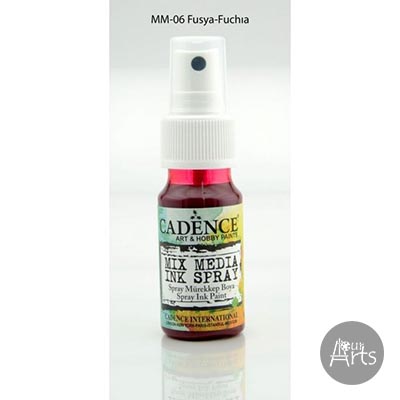 MM-06 Fusya-Fuchıa
CADENCE
ART & HOBBY PAINTS
MIX MEDIA
INK SPRAY
Spray Mürekkep Boya
Spray Ink Paint
CADENCE INTERNATIONAL
Your
Arts